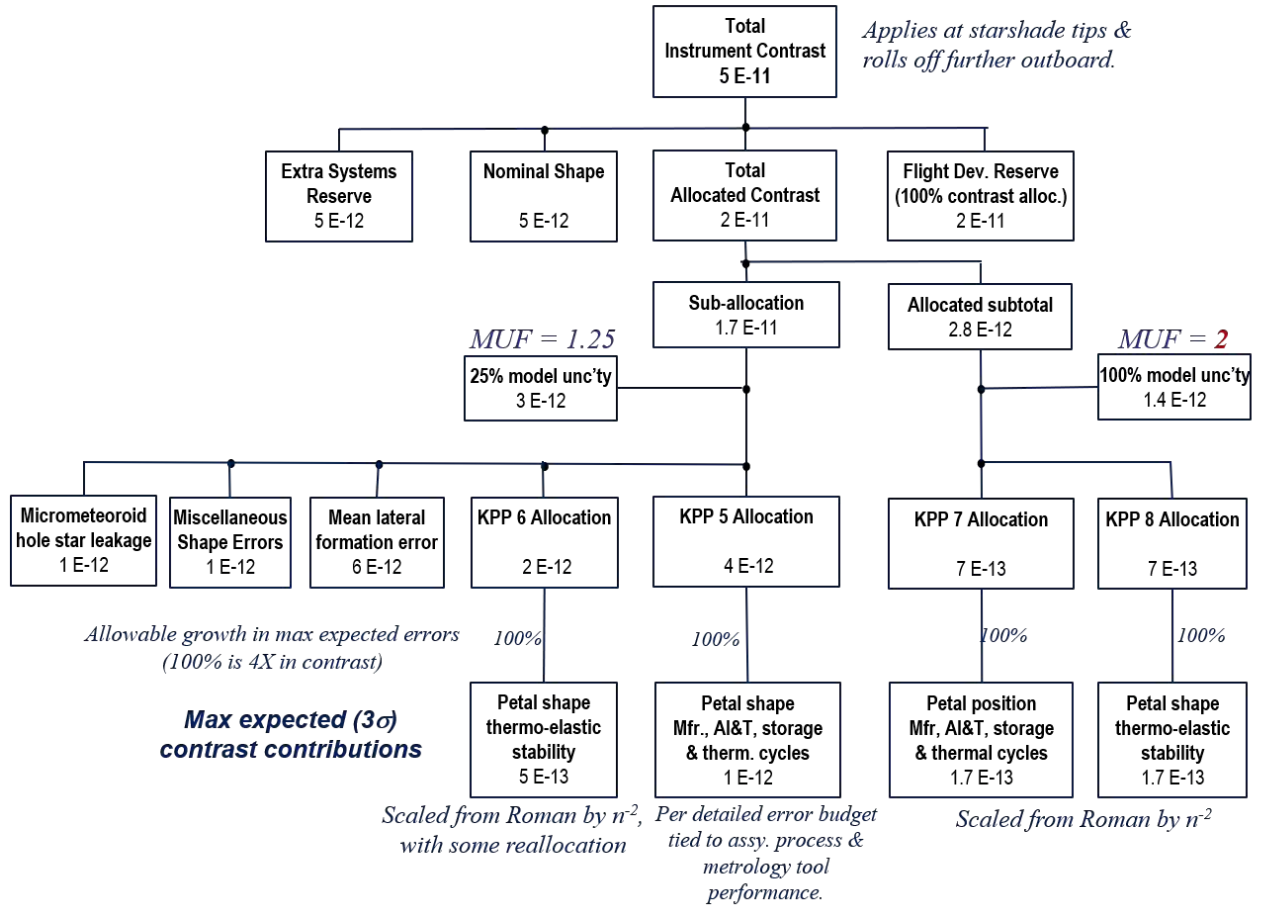 Total
Instrument Contrast
5 E-11
Applies at starshade tips &
rolls off further outboard.
Extra Systems
Reserve
5 E-12
Nominal Shape
5 E-12
Total
Allocated Contrast
2 E-11
Flight Dev. Reserve
(100% contrast alloc.)
2 E-11
Sub-allocation
1.7 E-11
Allocated subtotal
2.8 E-12
MUF = 1.25
25% model unc'ty
3 E-12
MUF = 2
100% model unc'ty
1.4 E-12
Micrometeoroid
hole star leakage
1 E-12
Miscellaneous
Shape Errors
1 E-12
Mean lateral
formation error
6 E-12
KPP 6 Allocation
2 E-12
KPP 5 Allocation
4 E-12
KPP 7 Allocation
7 E-13
KPP 8 Allocation
7 E-13
Allowable growth in max expected errors
(100% is 4X in contrast)
100%
100%
100%
100%
Max expected (3σ)
contrast contributions
Petal shape
thermo-elastic
stability
5 E-13
Petal shape
Mfr., AI&T, storage
& therm. cycles
1 E-12
Petal position
Mfr, AI&T, storage
& thermal cycles
1.7 E-13
Petal shape
thermo-elastic
stability
1.7 E-13
Scaled from Roman by n⁻²,
with some reallocation
Per detailed error budget
tied to assy. process &
metrology tool
performance.
Scaled from Roman by n⁻²